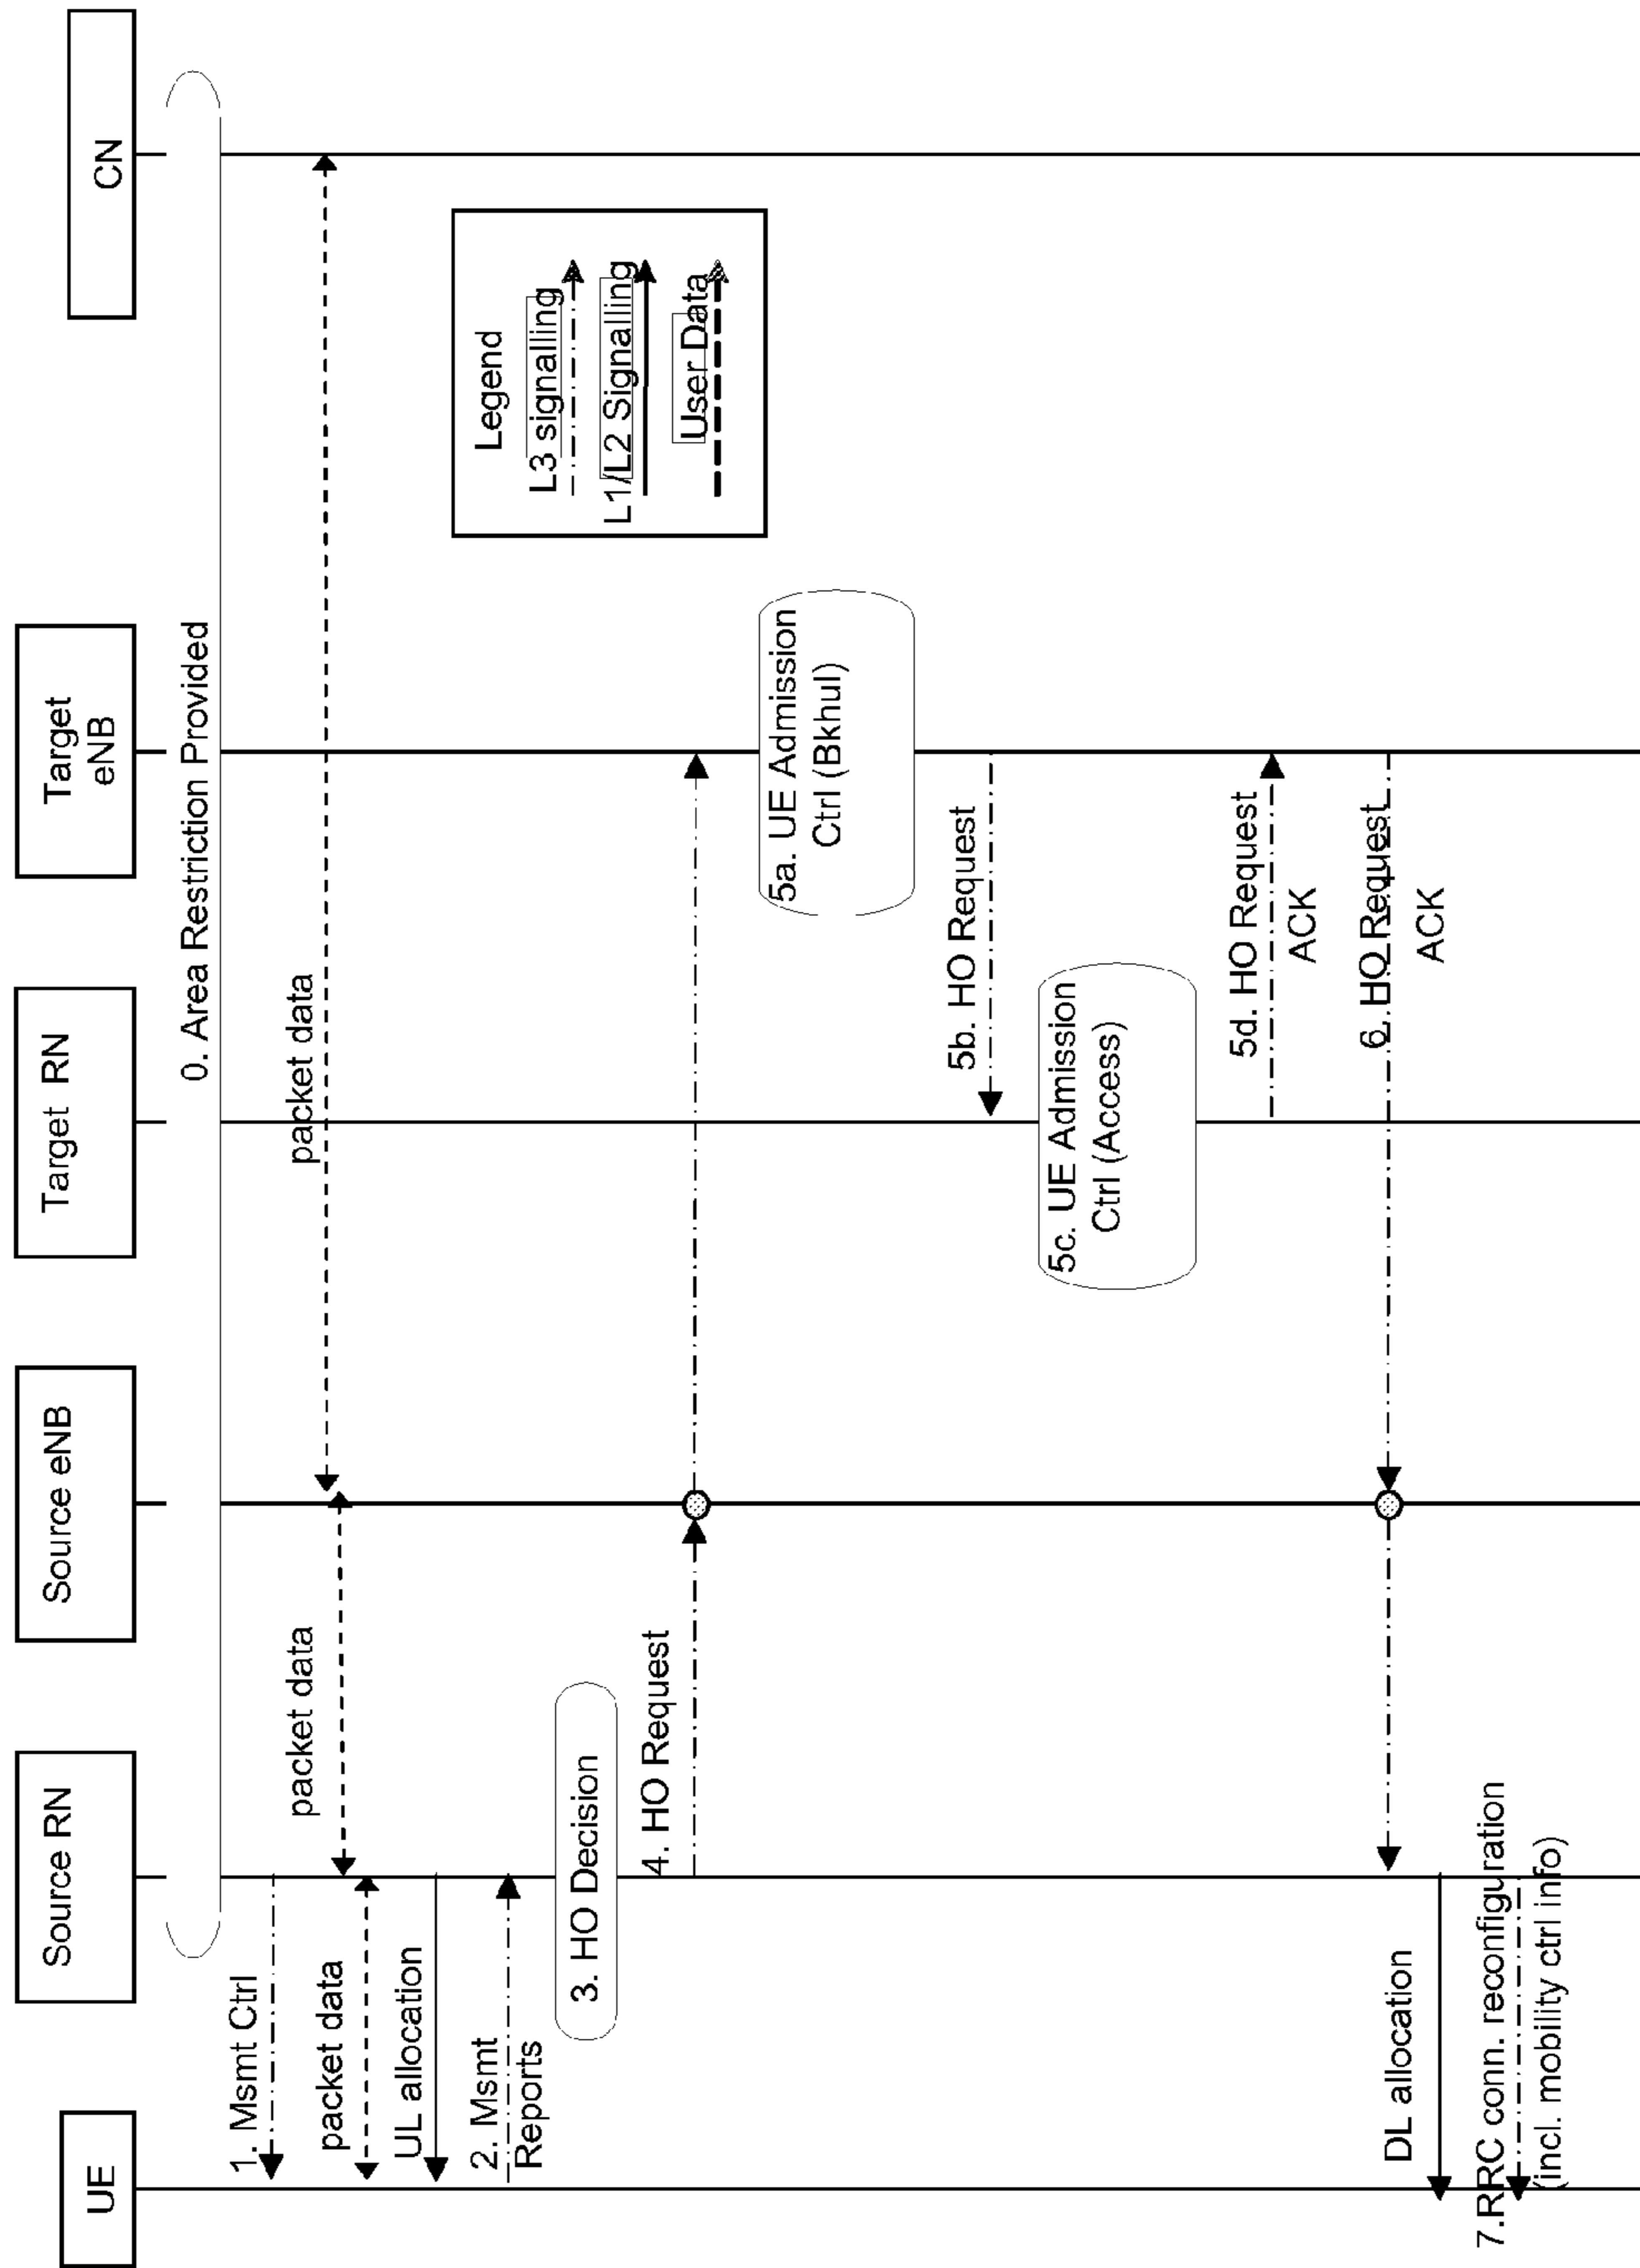 UE
Source RN
Source eNB
Target RN
Target
eNB
CN
0. Area Restriction Provided
1. Msmt Ctrl
packet data
packet data
packet data
UL allocation
2. Msmt
Reports
Legend
L3 signalling
L1/L2 Signalling
User Data
3. HO Decision
4. HO Request
5a. UE Admission
Ctrl (Bkhul)
5b. HO Request
5c. UE Admission
Ctrl (Access)
5d. HO Request
ACK
6. HO Request
ACK
DL allocation
7.RRC conn. reconfiguration
(incl. mobility ctrl info)